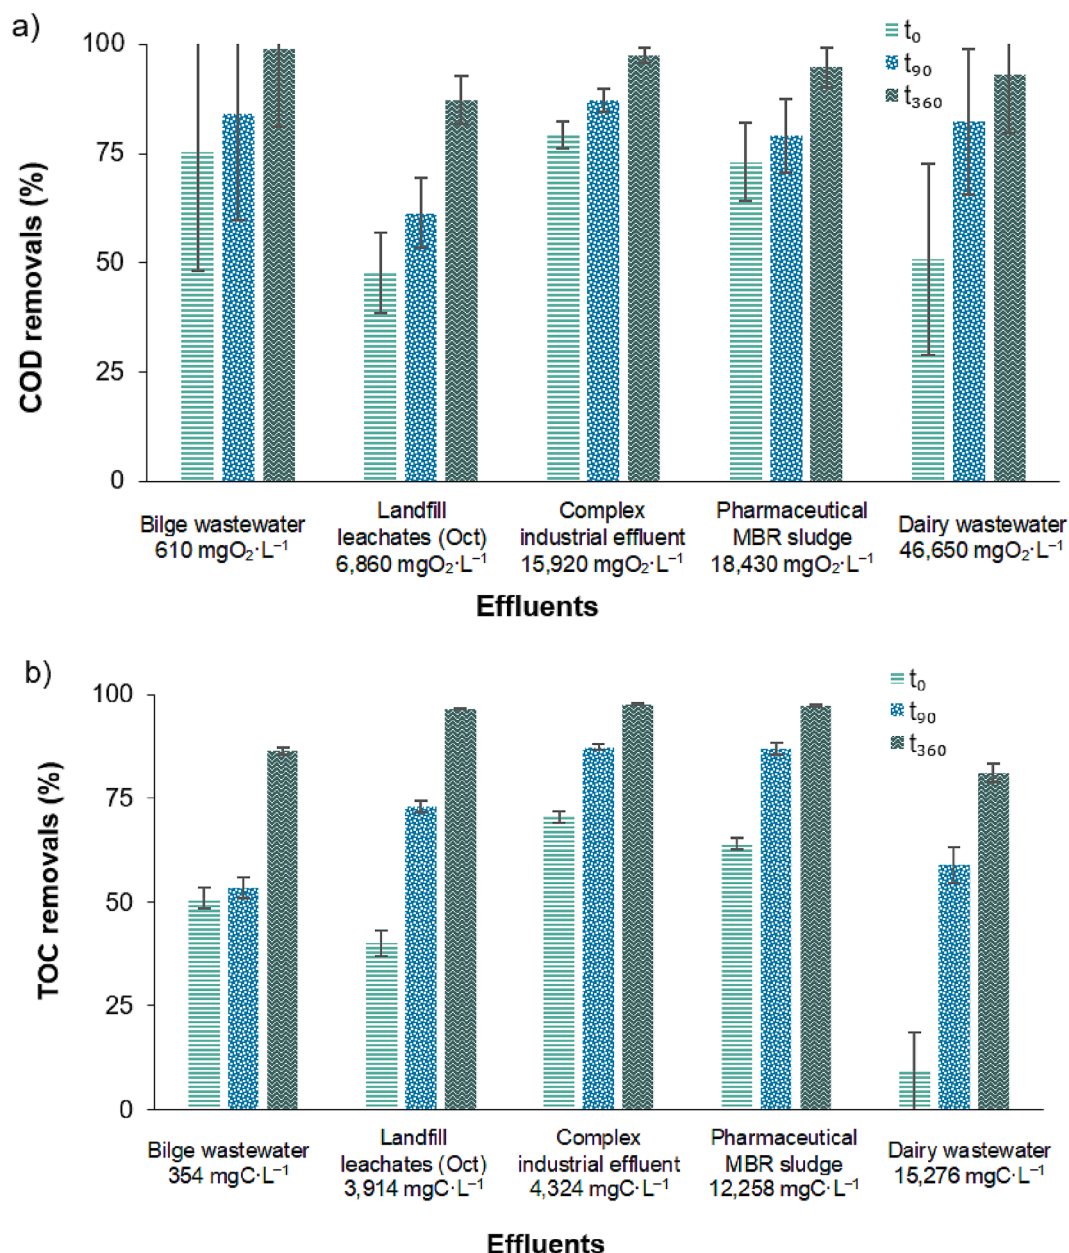 a)
t₀
t₉₀
t₃₆₀
100
75
50
25
0
COD removals (%)
Bilge wastewater
610 mgO₂·L⁻¹
Landfill
leachates (Oct)
6,860 mgO₂·L⁻¹
Complex
industrial effluent
15,920 mgO₂·L⁻¹
Pharmaceutical
MBR sludge
18,430 mgO₂·L⁻¹
Dairy wastewater
46,650 mgO₂·L⁻¹
Effluents
b)
t₀
t₉₀
t₃₆₀
100
75
50
25
0
TOC removals (%)
Bilge wastewater
354 mgC·L⁻¹
Landfill
leachates (Oct)
3,914 mgC·L⁻¹
Complex
industrial effluent
4,324 mgC·L⁻¹
Pharmaceutical
MBR sludge
12,258 mgC·L⁻¹
Dairy wastewater
15,276 mgC·L⁻¹
Effluents